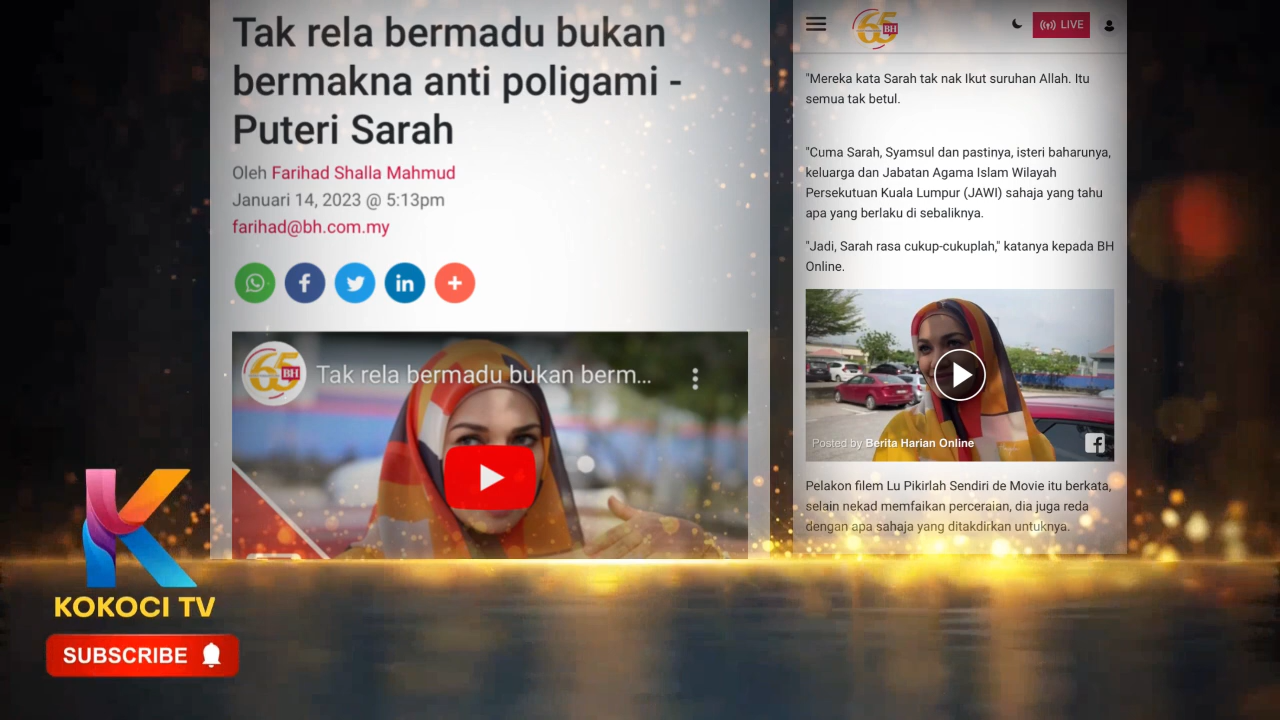 Tak rela bermadu bukan
bermakna anti poligami -
Puteri Sarah
Oleh Farihad Shalla Mahmud
Januari 14, 2023 @ 5:13pm
farihad@bh.com.my
65 BH
Tak rela bermadu bukan berm...
65 BH
LIVE
"Mereka kata Sarah tak nak Ikut suruhan Allah. Itu
semua tak betul.
"Cuma Sarah, Syamsul dan pastinya, isteri baharunya,
keluarga dan Jabatan Agama Islam Wilayah
Persekutuan Kuala Lumpur (JAWI) sahaja yang tahu
apa yang berlaku di sebaliknya.
"Jadi, Sarah rasa cukup-cukuplah," katanya kepada BH
Online.
Posted by Berita Harian Online
Pelakon filem Lu Pikirlah Sendiri de Movie itu berkata,
selain nekad memfaikan perceraian, dia juga reda
dengan apa sahaja yang ditakdirkan untuknya.
K
KOKOCI TV
SUBSCRIBE